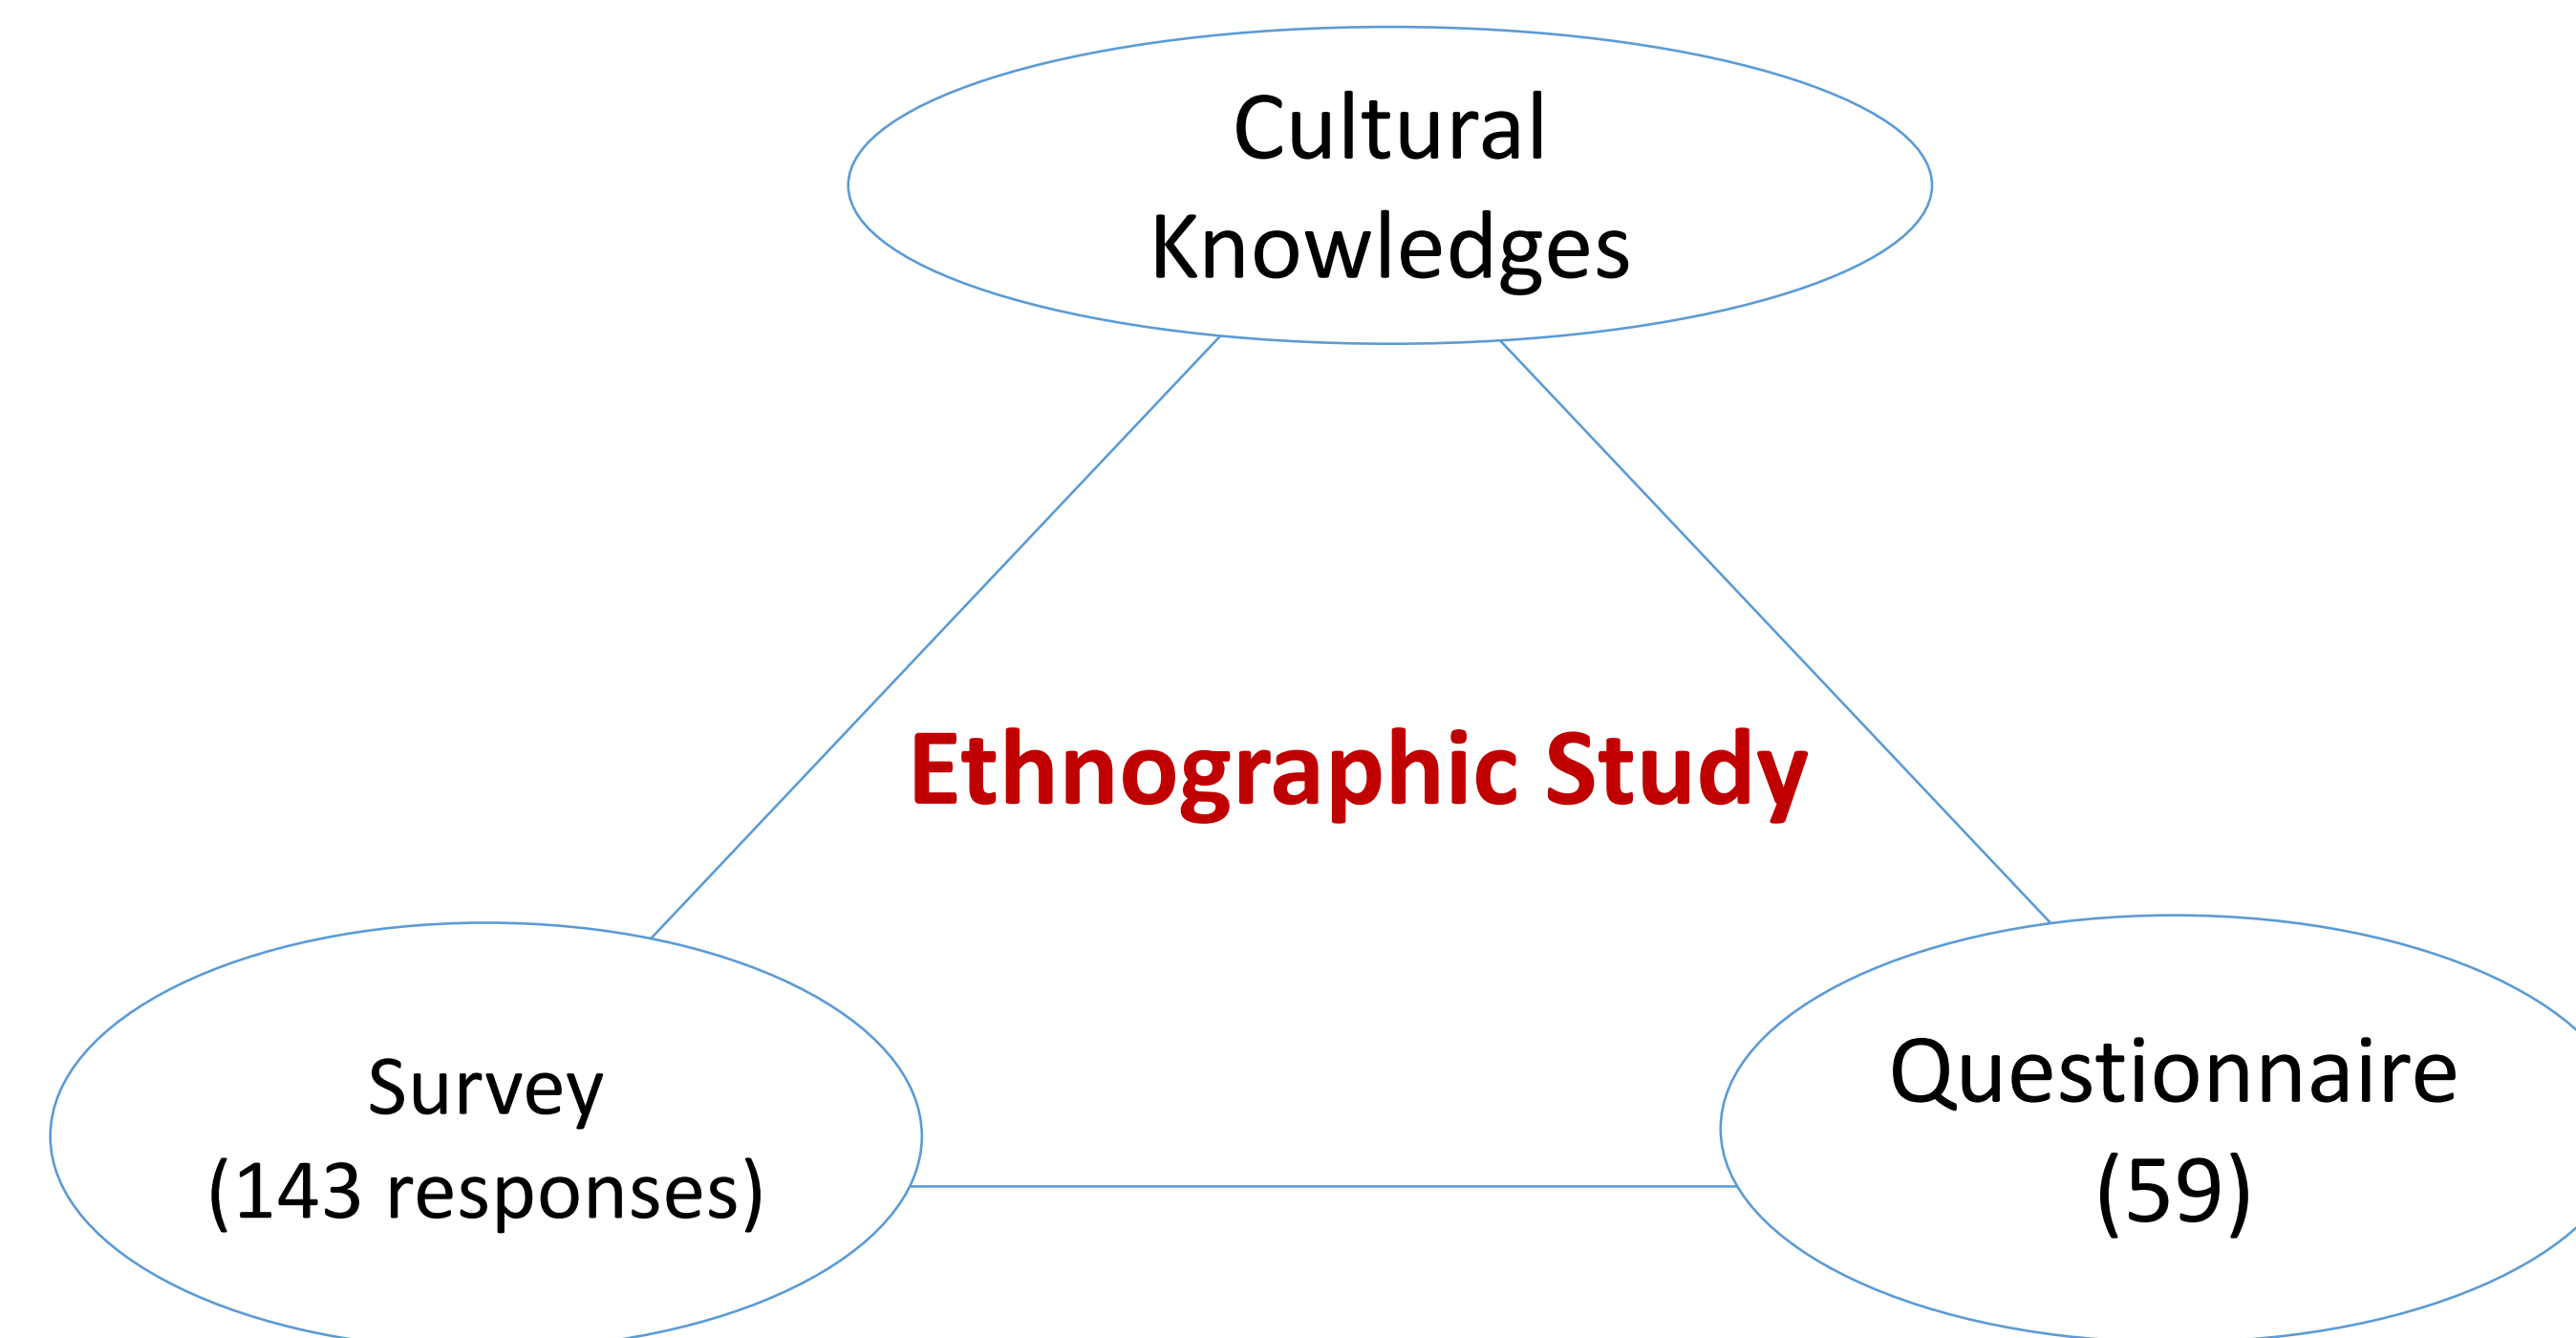 Cultural
Knowledges
Ethnographic Study
Survey
(143 responses)
Questionnaire
(59)